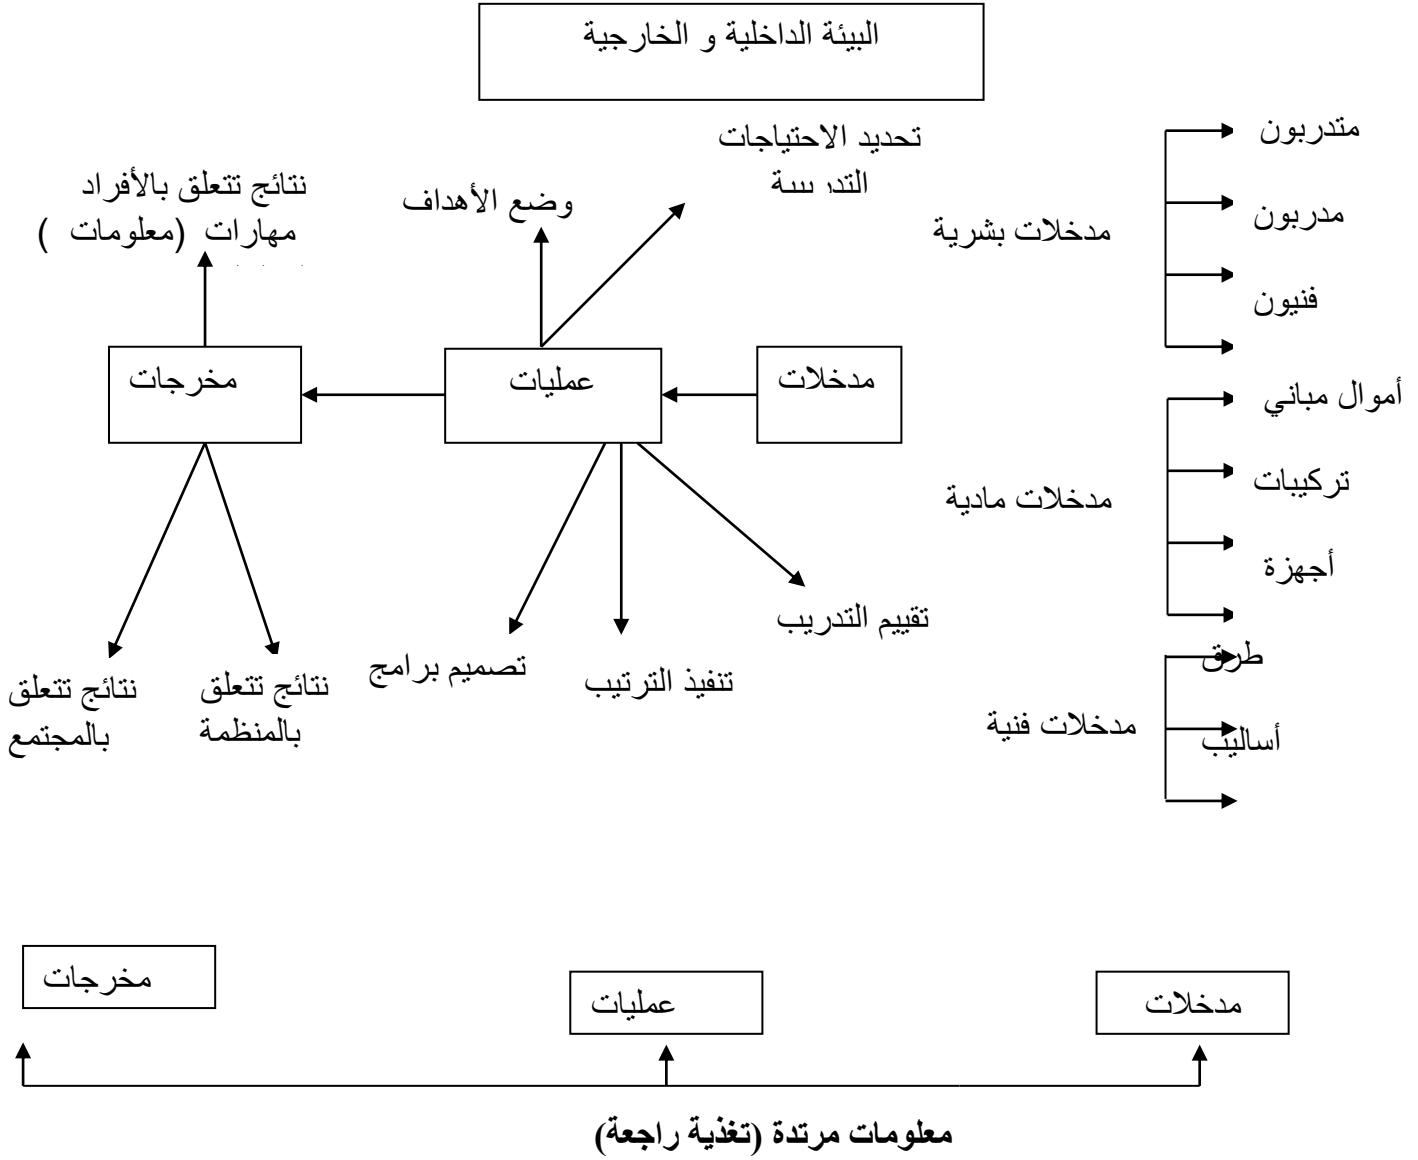 البيئة الداخلية و الخارجية
متدربون
مدربون
فنيون
مدخلات بشرية
تحديد الاحتياجات
التدريبية
وضع الأهداف
نتائج تتعلق بالأفراد
مهارات (معلومات )
مدخلات
عمليات
مخرجات
أموال مباني
تركيبات
أجهزة
مدخلات مادية
طرق
أساليب
مدخلات فنية
تقييم التدريب
تنفيذ الترتيب
تصميم برامج
نتائج تتعلق
بالمنظمة
نتائج تتعلق
بالمجتمع
مدخلات
عمليات
مخرجات
معلومات مرتدة (تغذية راجعة)